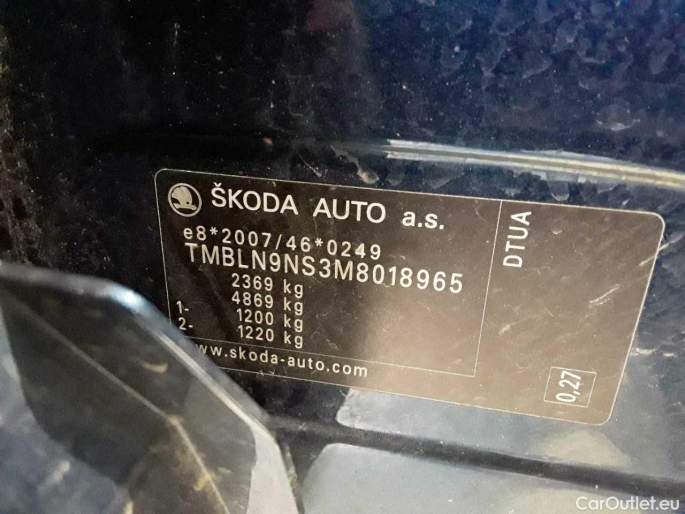 ŠKODA AUTO a.s.
e8*2007/46*0249
TMBLN9NS3M8018965
2369 kg
4869 kg
1- 1200 kg
2- 1220 kg
www.skoda-auto.com
DTUA
0,27
CarOutlet.eu